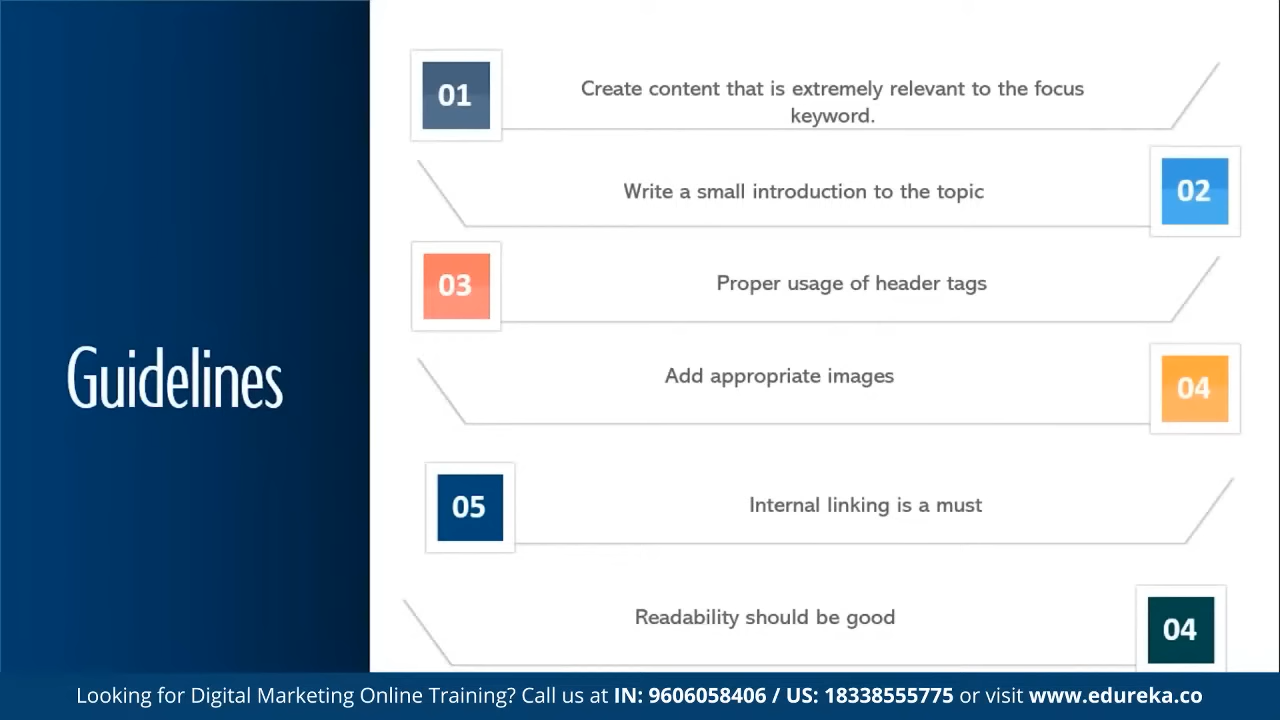 Guidelines
01
Create content that is extremely relevant to the focus
keyword.
Write a small introduction to the topic
02
03
Proper usage of header tags
Add appropriate images
04
05
Internal linking is a must
Readability should be good
04
Looking for Digital Marketing Online Training? Call us at IN: 9606058406 / US: 18338555775 or visit www.edureka.co